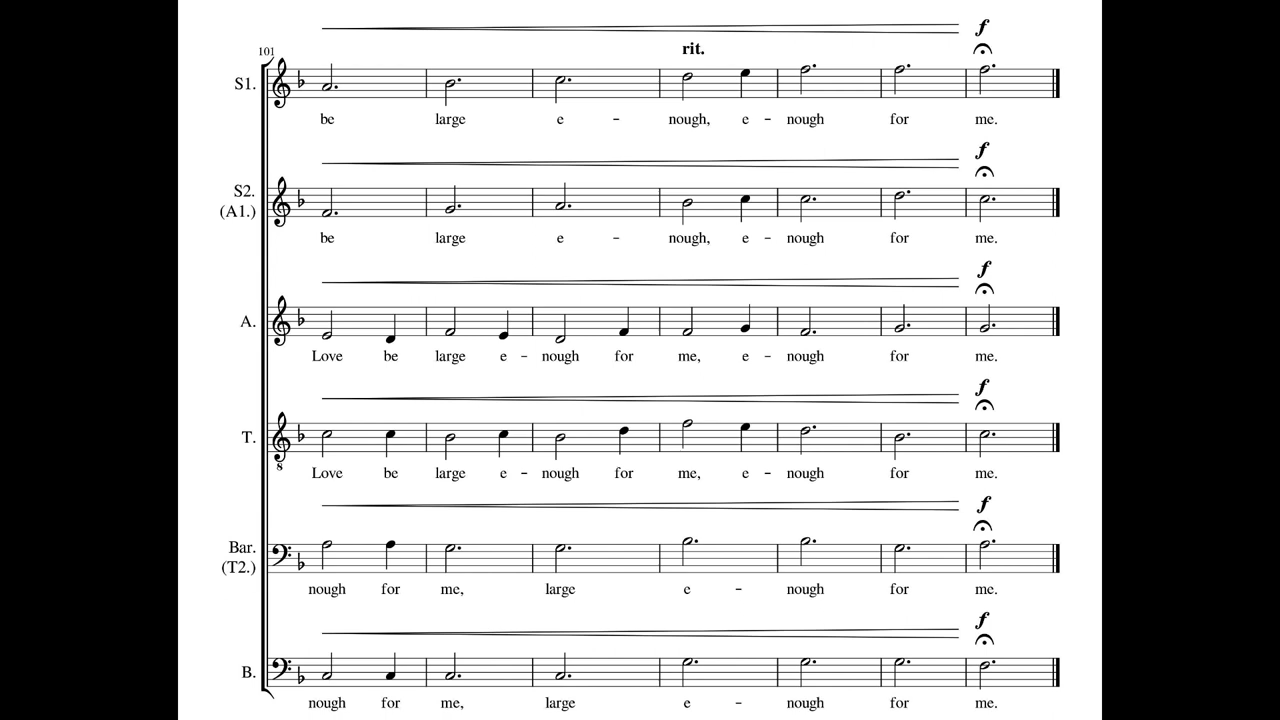 f
rit.
101
S1.
be large e - nough, e - nough for me.
f
S2.
(A1.)
be large e - nough, e - nough for me.
f
A.
Love be large e - nough for me, e - nough for me.
f
T.
8
Love be large e - nough for me, e - nough for me.
f
Bar.
(T2.)
nough for me, large e - nough for me.
f
B.
nough for me, large e - nough for me.